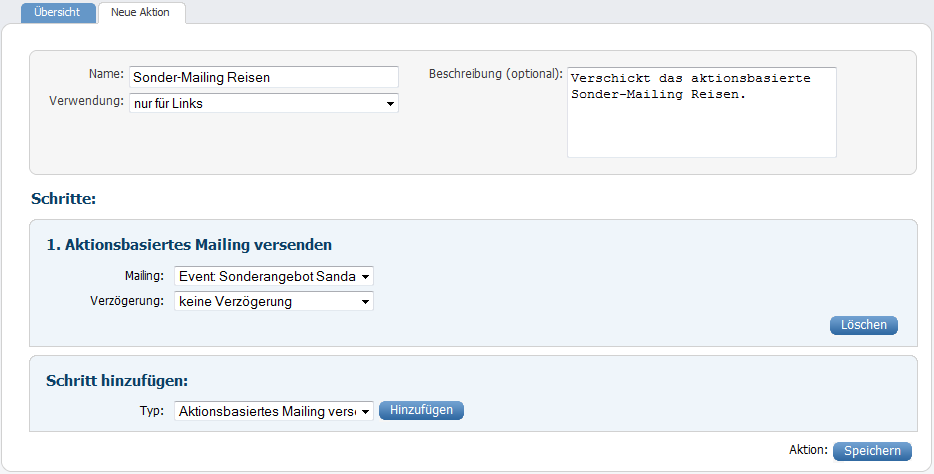 Übersicht
Neue Aktion
Name: Sonder-Mailing Reisen
Verwendung: nur für Links
Beschreibung (optional): Verschickt das aktionsbasierte
Sonder-Mailing Reisen.
Schritte:
1. Aktionsbasiertes Mailing versenden
Mailing: Event: Sonderangebot Sanda
Verzögerung: keine Verzögerung
Löschen
Schritt hinzufügen:
Typ: Aktionsbasiertes Mailing verse Hinzufügen
Aktion: Speichern